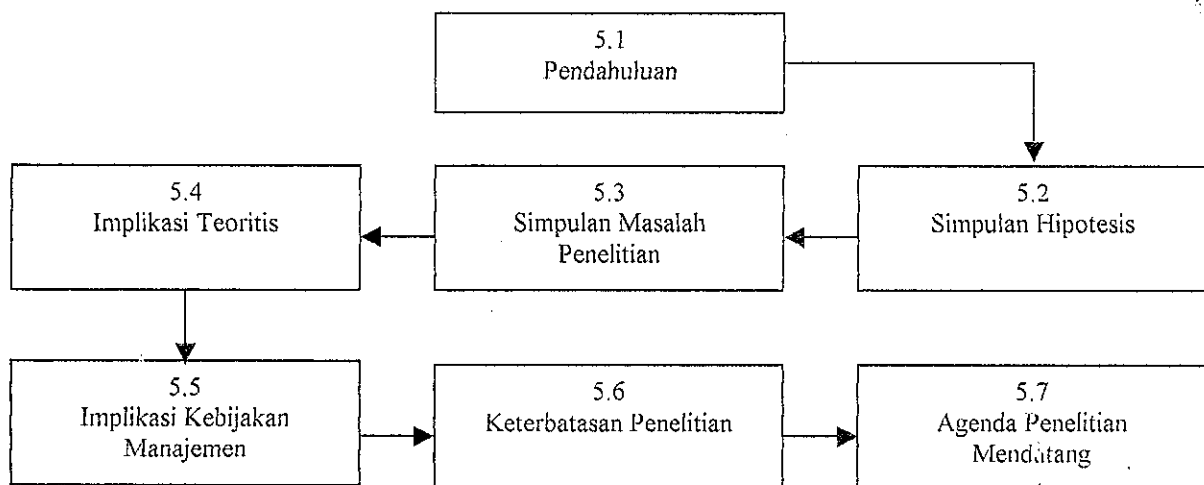 5.1
Pendahuluan
5.2
Simpulan Hipotesis
5.3
Simpulan Masalah
Penelitian
5.4
Implikasi Teoritis
5.5
Implikasi Kebijakan
Manajemen
5.6
Keterbatasan Penelitian
5.7
Agenda Penelitian
Mendatang